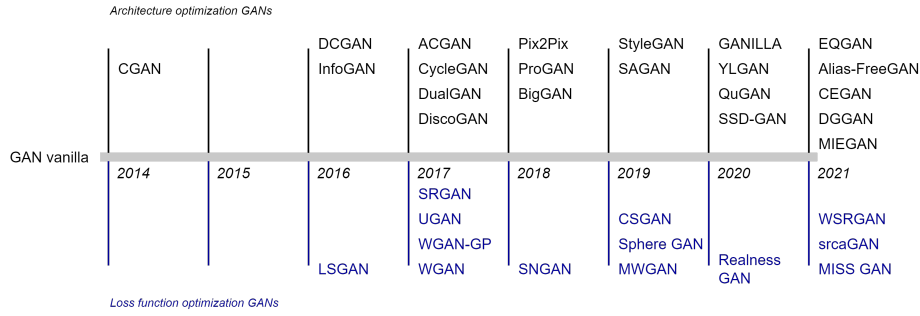 Architecture optimization GANs
DCGAN ACGAN Pix2Pix StyleGAN GANILLA EQGAN
CGAN InfoGAN CycleGAN ProGAN SAGAN YLGAN Alias-FreeGAN
DualGAN BigGAN QuGAN CEGAN
DiscoGAN SSD-GAN DGGAN
MIEGAN
GAN vanilla
2014 2015 2016 2017 2018 2019 2020 2021
SRGAN
UGAN CSGAN WSRGAN
WGAN-GP Sphere GAN srcaGAN
LSGAN WGAN SNGAN MWGAN Realness MISS GAN
GAN
Loss function optimization GANs